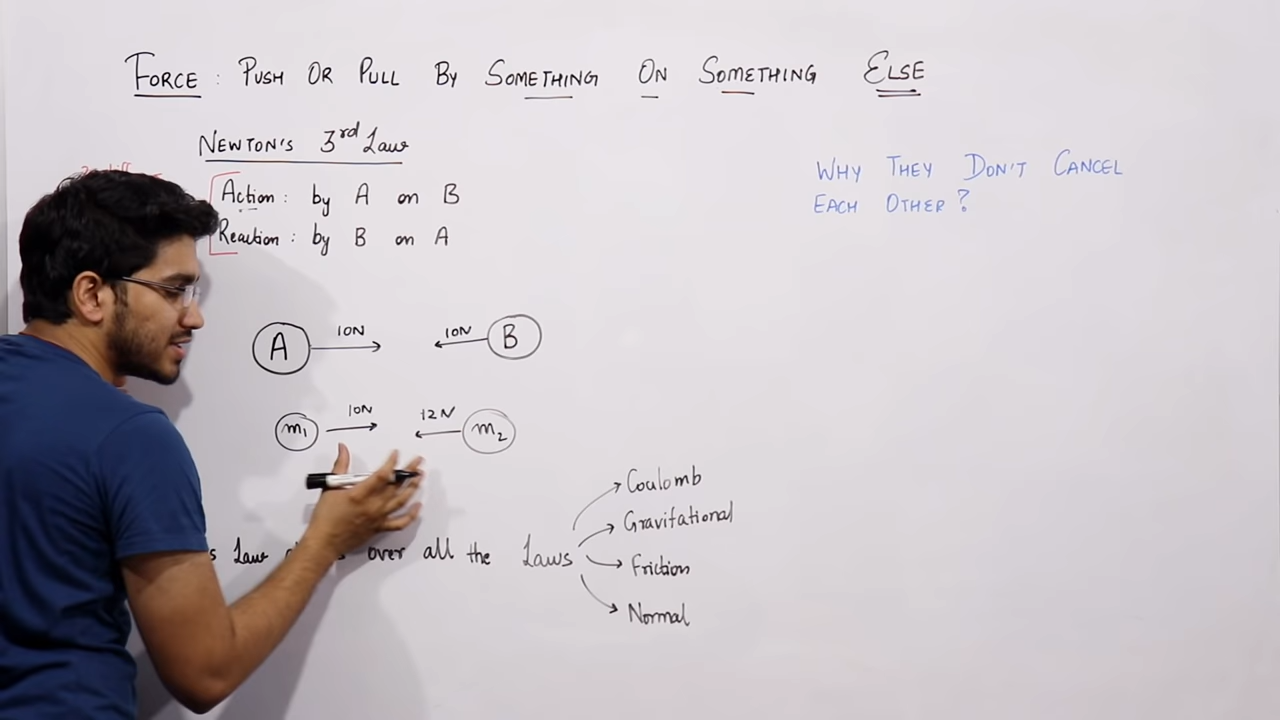 FORCE : PUSH OR PULL BY SOMETHING ON SOMETHING ELSE
NEWTON'S 3rd Law
Action : by A on B
Reaction : by B on A
WHY THEY DON'T CANCEL
EACH OTHER ?
A 10N 10N B
m1 10N 12N m2
Law over all the Laws
Coulomb
Gravitational
Friction
Normal